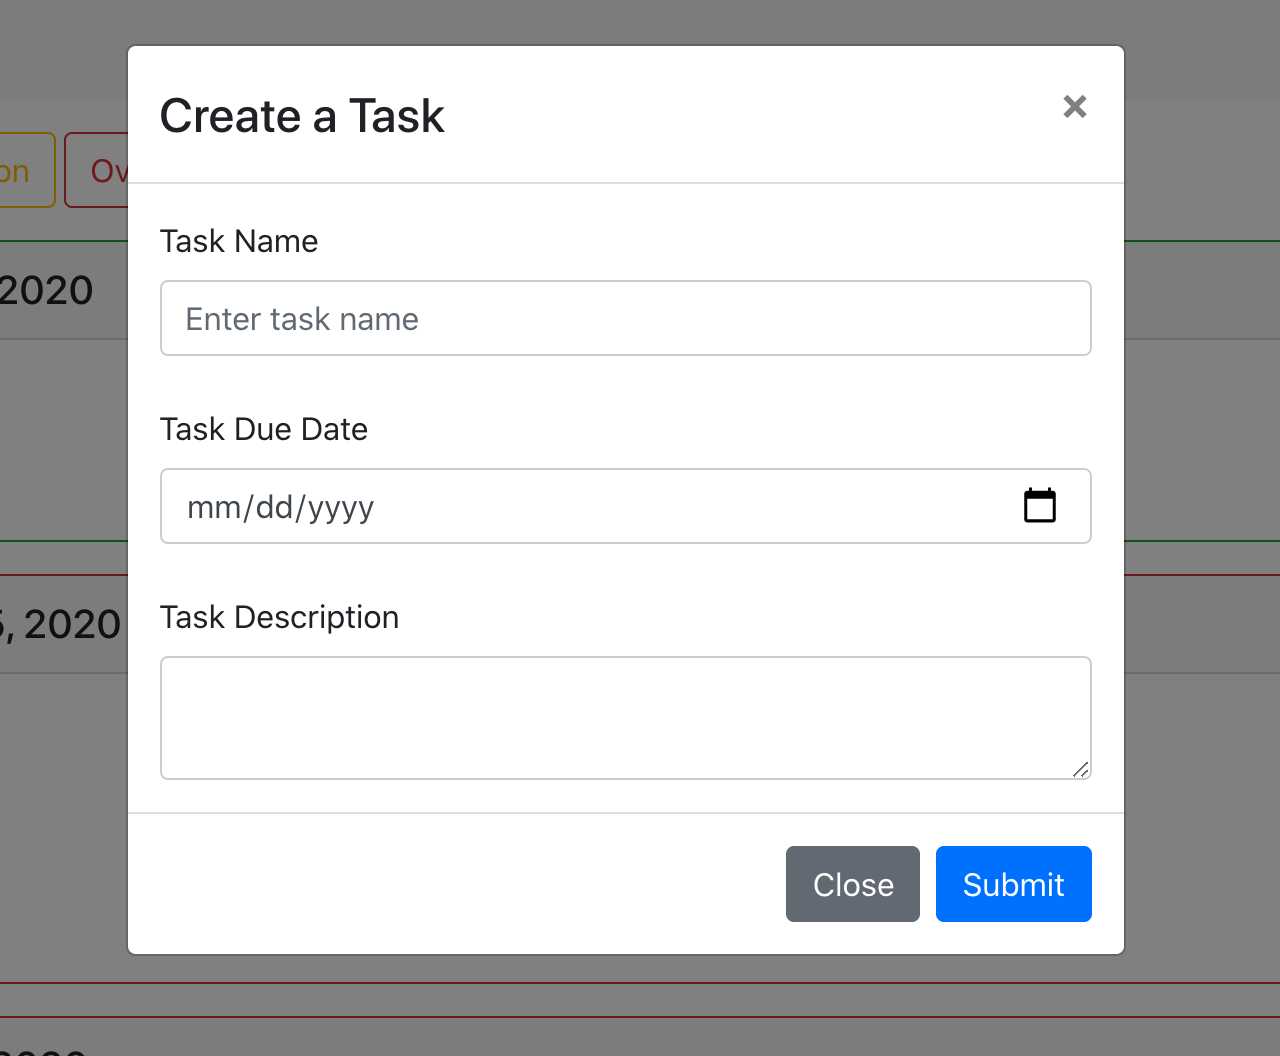 Create a Task
×
on
Ov
Task Name
2020
Enter task name
Task Due Date
mm/dd/yyyy
Task Description
5, 2020
Close
Submit